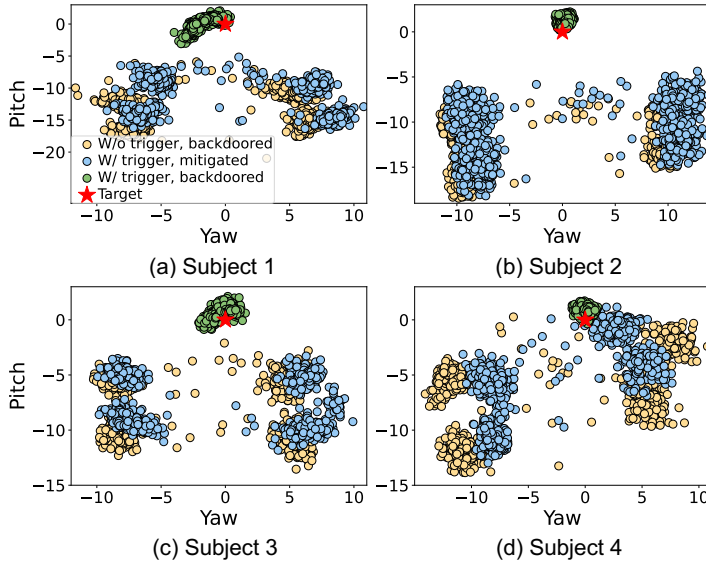 0
−5
−10
−15
−20
Pitch
W/o trigger, backdoored
W/ trigger, mitigated
W/ trigger, backdoored
Target
−10 −5 0 5 10
Yaw
(a) Subject 1
0
−5
−10
−15
−10 −5 0 5 10
Yaw
(b) Subject 2
0
−5
−10
−15
Pitch
−10 −5 0 5 10
Yaw
(c) Subject 3
0
−5
−10
−15
−10 −5 0 5 10
Yaw
(d) Subject 4